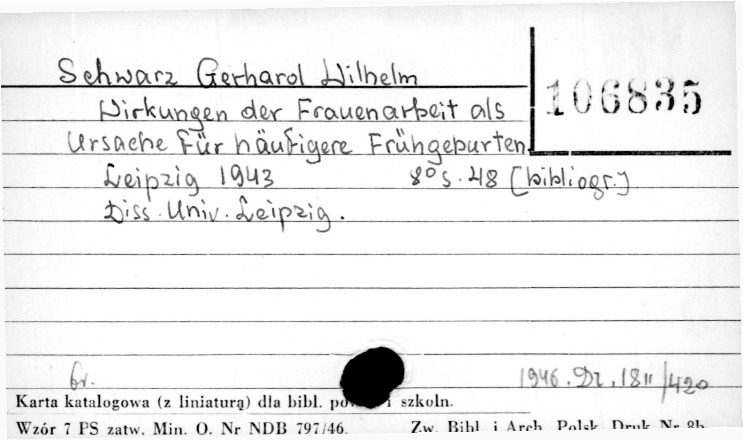 Schwarz Gerhard Wilhelm
106835
Wirkungen der Frauenarbeit als
Ursache für häufigere Frühgeburten.
Leipzig 1943 8° s. 48 [bibliogr.]
Diss. Univ. Leipzig.
br.
1946. Dz. 1811/420
Karta katalogowa (z liniaturą) dla bibl. i szkoln.
Wzór 7 PS zatw. Min. O. Nr NDB 797/46. Zw. Bibl. i Arch. Polsk. Druk Nr 8b